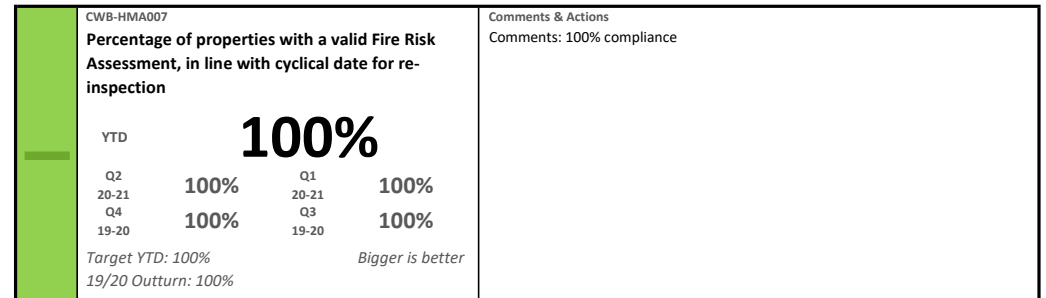 CWB-HMA007
Percentage of properties with a valid Fire Risk
Assessment, in line with cyclical date for re-
inspection
YTD 100%
Q2 20-21 100% Q1 20-21 100%
Q4 19-20 100% Q3 19-20 100%
Target YTD: 100% Bigger is better
19/20 Outturn: 100%
Comments & Actions
Comments: 100% compliance